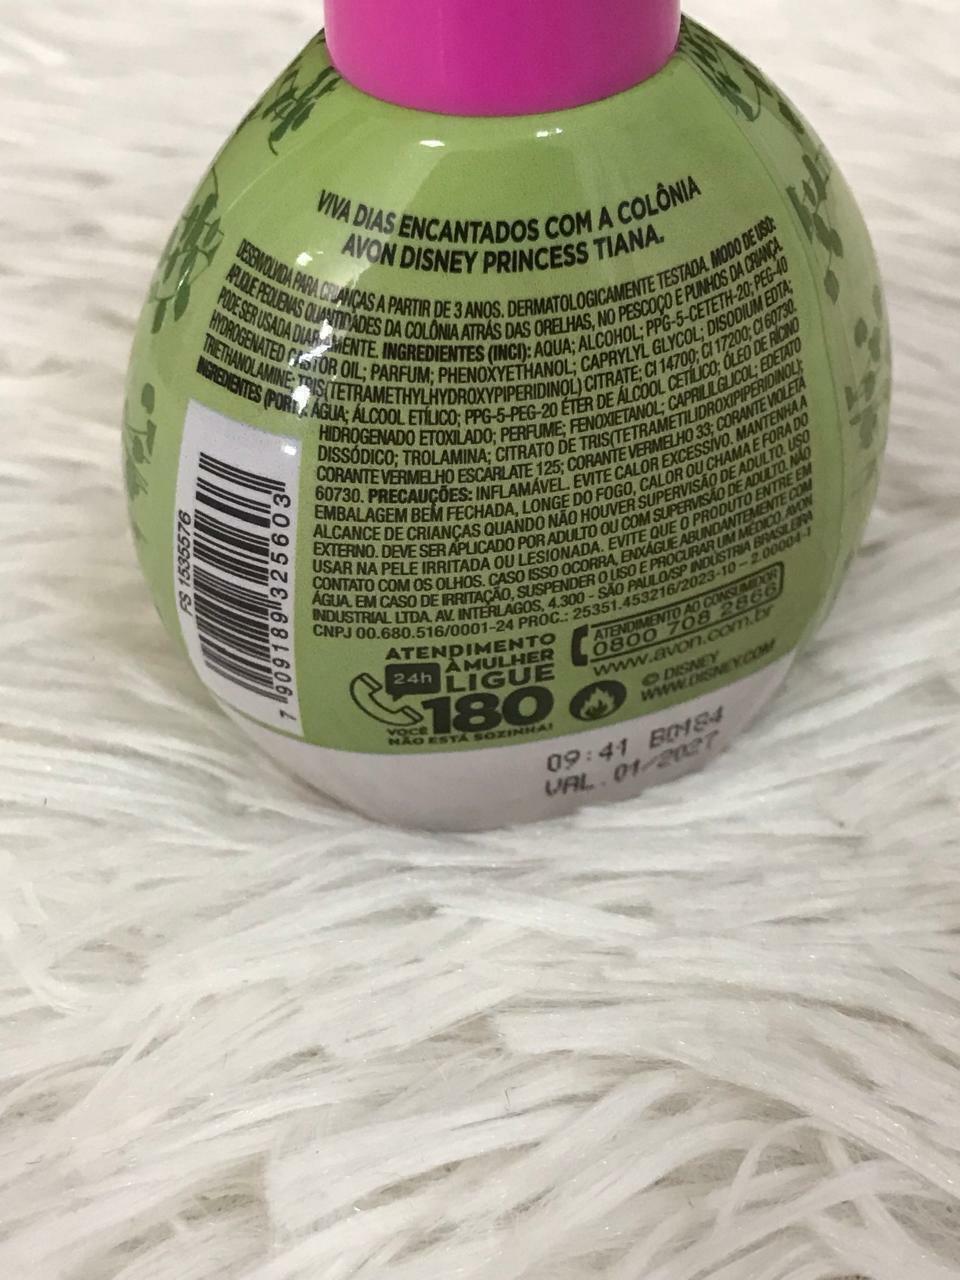 VIVA DIAS ENCANTADOS COM A COLÔNIA
AVON DISNEY PRINCESS TIANA.
DESENVOLVIDA PARA CRIANÇAS A PARTIR DE 3 ANOS. DERMATOLOGICAMENTE TESTADA. MODO DE USO:
APLIQUE PEQUENAS QUANTIDADES DA COLÔNIA ATRÁS DAS ORELHAS, NO PESCOÇO E PUNHOS DA CRIANÇA.
PODE SER USADA DIARIAMENTE. INGREDIENTES (INCI): AQUA; ALCOHOL; PPG-5-CETETH-20; PEG-40
HYDROGENATED CASTOR OIL; PARFUM; PHENOXYETHANOL; CAPRYLYL GLYCOL; DISODIUM EDTA;
TRIETHANOLAMINE; TRIS(TETRAMETHYLHYDROXYPIPERIDINOL) CITRATE; CI 14700; CI 17200; CI 60730.
INGREDIENTES (PORT): ÁGUA; ÁLCOOL ETÍLICO; PPG-5-PEG-20 ÉTER DE ÁLCOOL CETÍLICO; ÓLEO DE RÍCINO
HIDROGENADO ETOXILADO; PERFUME; FENOXIETANOL; CAPRILILGLICOL; EDETATO
DISSÓDICO; TROLAMINA; CITRATO DE TRIS(TETRAMETILIDROXIPIPERIDINOL);
CORANTE VERMELHO ESCARLATE 125; CORANTE VERMELHO 33; CORANTE VIOLETA
60730. PRECAUÇÕES: INFLAMÁVEL. EVITE CALOR EXCESSIVO. MANTENHA A
EMBALAGEM BEM FECHADA, LONGE DO FOGO, CALOR OU CHAMA E FORA DO
ALCANCE DE CRIANÇAS QUANDO NÃO HOUVER SUPERVISÃO DE ADULTO. USO
EXTERNO. DEVE SER APLICADO POR ADULTO OU COM SUPERVISÃO DE ADULTO. NÃO
USAR NA PELE IRRITADA OU LESIONADA. EVITE QUE O PRODUTO ENTRE EM
CONTATO COM OS OLHOS. CASO ISSO OCORRA, ENXÁGUE ABUNDANTEMENTE COM
ÁGUA. EM CASO DE IRRITAÇÃO, SUSPENDER O USO E PROCURAR UM MÉDICO. AVON
INDUSTRIAL LTDA. AV. INTERLAGOS, 4.300 - SÃO PAULO/SP INDÚSTRIA BRASILEIRA
CNPJ 00.680.516/0001-24 PROC.: 25351.453216/2023-10 - 2.00004-1
FS 1535576
7 909189 325603
ATENDIMENTO
À MULHER
24h LIGUE
180
VOCÊ NÃO ESTÁ SOZINHA!
ATENDIMENTO AO CONSUMIDOR
0800 708 2866
www.avon.com.br
© DISNEY
WWW.DISNEY.COM
09:41 BD184
VAL. 01/2027